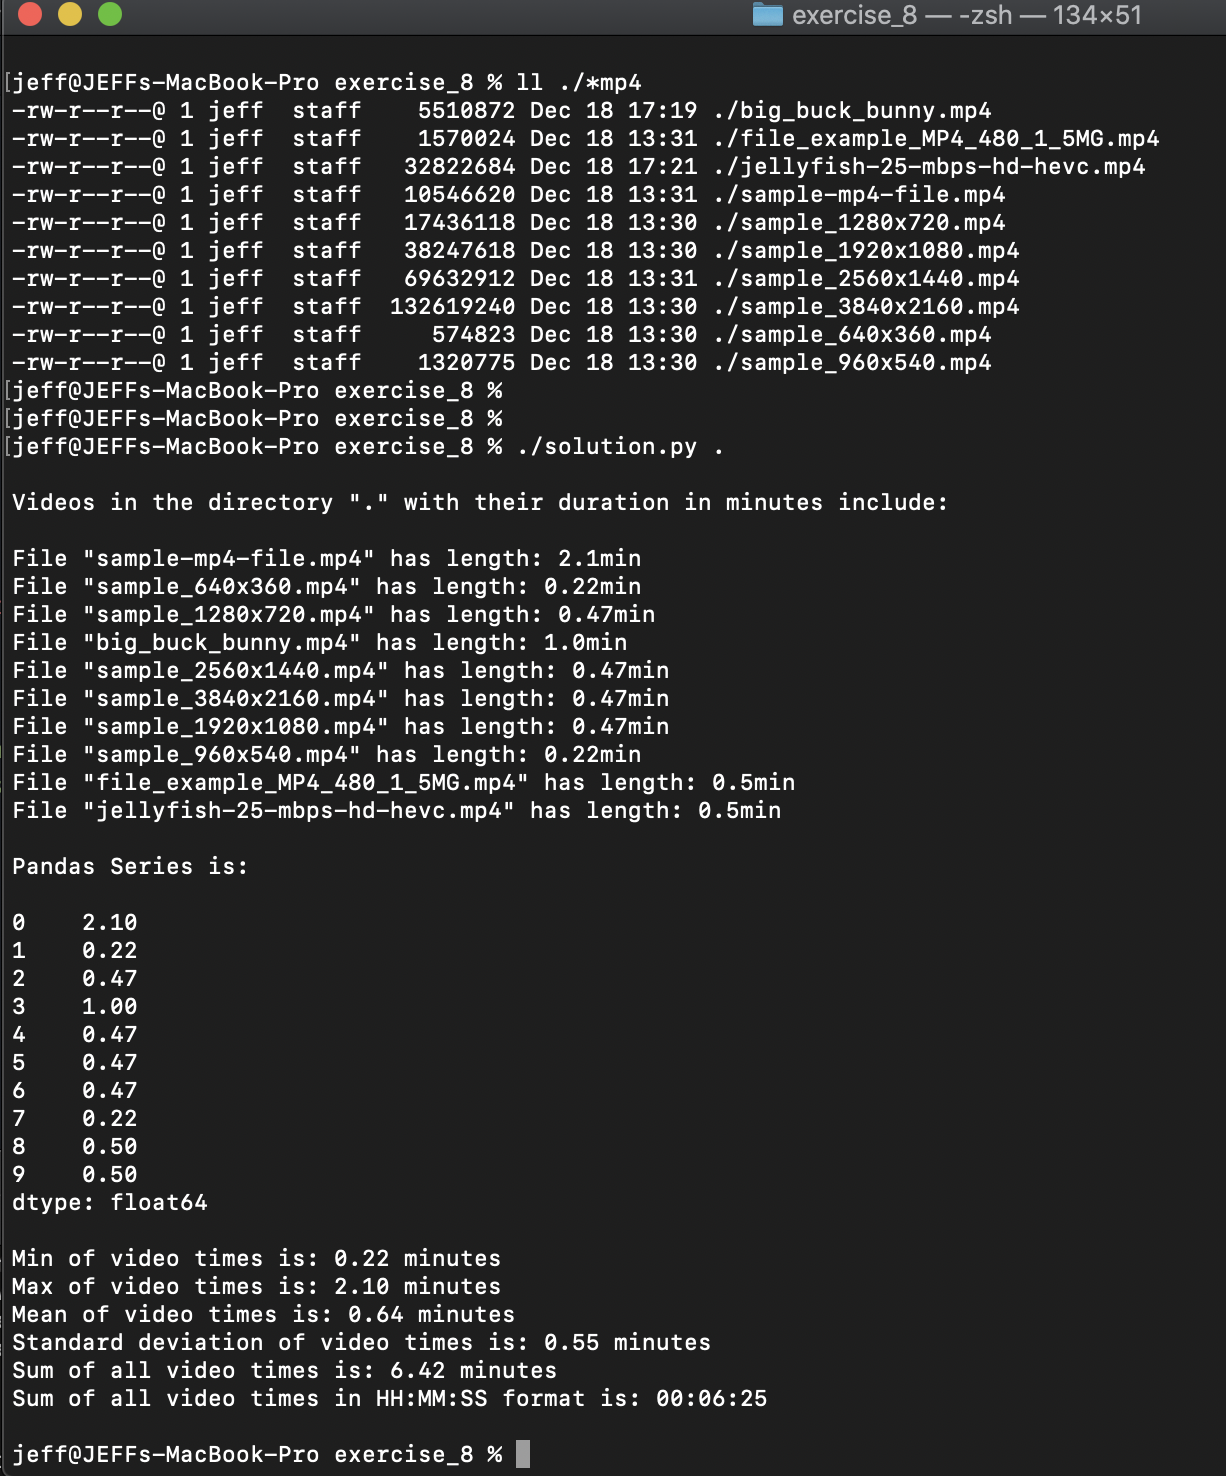 exercise_8 — -zsh — 134×51
[jeff@JEFFs-MacBook-Pro exercise_8 % ll ./*mp4
-rw-r--r--@ 1 jeff  staff    5510872 Dec 18 17:19 ./big_buck_bunny.mp4
-rw-r--r--@ 1 jeff  staff    1570024 Dec 18 13:31 ./file_example_MP4_480_1_5MG.mp4
-rw-r--r--@ 1 jeff  staff   32822684 Dec 18 17:21 ./jellyfish-25-mbps-hd-hevc.mp4
-rw-r--r--@ 1 jeff  staff   10546620 Dec 18 13:31 ./sample-mp4-file.mp4
-rw-r--r--@ 1 jeff  staff   17436118 Dec 18 13:30 ./sample_1280x720.mp4
-rw-r--r--@ 1 jeff  staff   38247618 Dec 18 13:30 ./sample_1920x1080.mp4
-rw-r--r--@ 1 jeff  staff   69632912 Dec 18 13:31 ./sample_2560x1440.mp4
-rw-r--r--@ 1 jeff  staff  132619240 Dec 18 13:30 ./sample_3840x2160.mp4
-rw-r--r--@ 1 jeff  staff     574823 Dec 18 13:30 ./sample_640x360.mp4
-rw-r--r--@ 1 jeff  staff    1320775 Dec 18 13:30 ./sample_960x540.mp4
[jeff@JEFFs-MacBook-Pro exercise_8 %
[jeff@JEFFs-MacBook-Pro exercise_8 %
[jeff@JEFFs-MacBook-Pro exercise_8 % ./solution.py .
Videos in the directory "." with their duration in minutes include:
File "sample-mp4-file.mp4" has length: 2.1min
File "sample_640x360.mp4" has length: 0.22min
File "sample_1280x720.mp4" has length: 0.47min
File "big_buck_bunny.mp4" has length: 1.0min
File "sample_2560x1440.mp4" has length: 0.47min
File "sample_3840x2160.mp4" has length: 0.47min
File "sample_1920x1080.mp4" has length: 0.47min
File "sample_960x540.mp4" has length: 0.22min
File "file_example_MP4_480_1_5MG.mp4" has length: 0.5min
File "jellyfish-25-mbps-hd-hevc.mp4" has length: 0.5min
Pandas Series is:
0    2.10
1    0.22
2    0.47
3    1.00
4    0.47
5    0.47
6    0.47
7    0.22
8    0.50
9    0.50
dtype: float64
Min of video times is: 0.22 minutes
Max of video times is: 2.10 minutes
Mean of video times is: 0.64 minutes
Standard deviation of video times is: 0.55 minutes
Sum of all video times is: 6.42 minutes
Sum of all video times in HH:MM:SS format is: 00:06:25
jeff@JEFFs-MacBook-Pro exercise_8 %